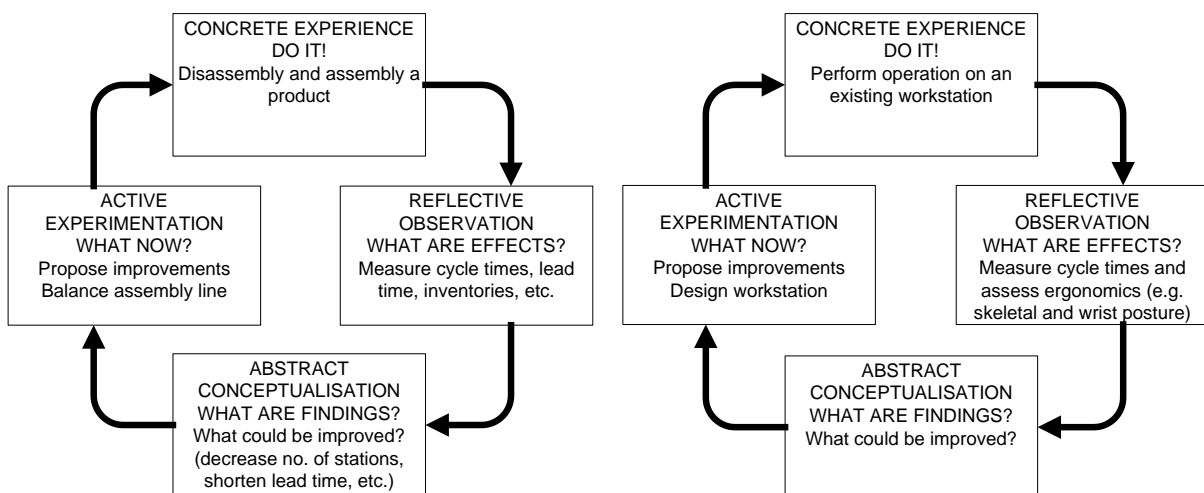 CONCRETE EXPERIENCE
DO IT!
Disassembly and assembly a
product
ACTIVE
EXPERIMENTATION
WHAT NOW?
Propose improvements
Balance assembly line
REFLECTIVE
OBSERVATION
WHAT ARE EFFECTS?
Measure cycle times, lead
time, inventories, etc.
ABSTRACT
CONCEPTUALISATION
WHAT ARE FINDINGS?
What could be improved?
(decrease no. of stations,
shorten lead time, etc.)
CONCRETE EXPERIENCE
DO IT!
Perform operation on an
existing workstation
ACTIVE
EXPERIMENTATION
WHAT NOW?
Propose improvements
Design workstation
REFLECTIVE
OBSERVATION
WHAT ARE EFFECTS?
Measure cycle times and
assess ergonomics (e.g.
skeletal and wrist posture)
ABSTRACT
CONCEPTUALISATION
WHAT ARE FINDINGS?
What could be improved?